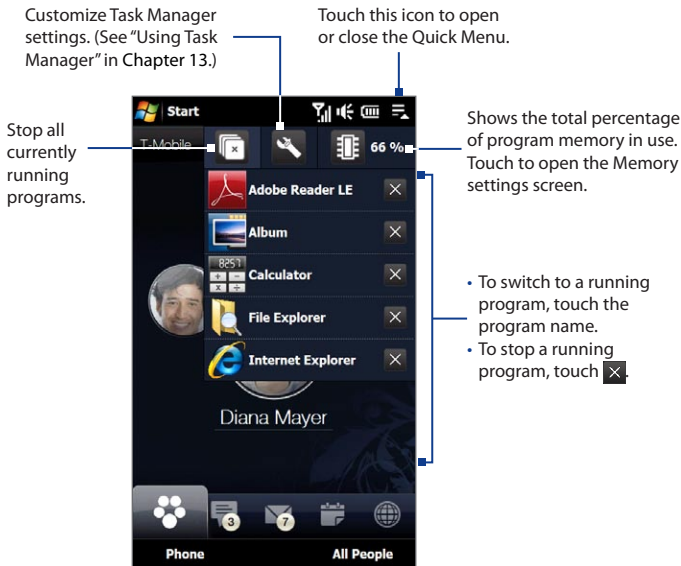 Customize Task Manager
settings. (See “Using Task
Manager” in Chapter 13.)
Touch this icon to open
or close the Quick Menu.
Stop all
currently
running
programs.
Start
T-Mobile
66 %
Adobe Reader LE
Album
8257
Calculator
File Explorer
Internet Explorer
Diana Mayer
3
7
Phone
All People
Shows the total percentage
of program memory in use.
Touch to open the Memory
settings screen.
• To switch to a running
program, touch the
program name.
• To stop a running
program, touch ×.